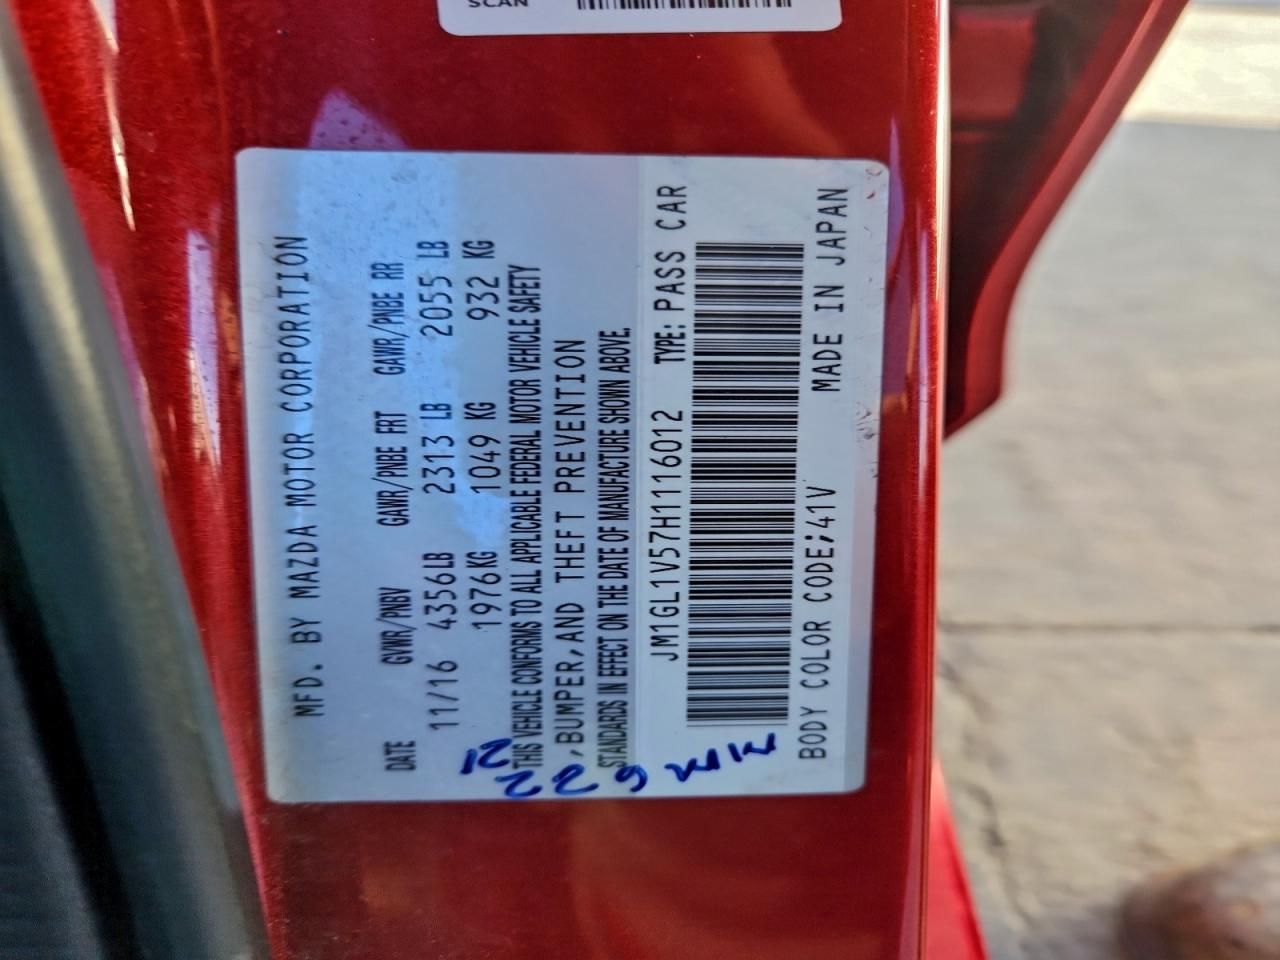 SCAN
MFD. BY MAZDA MOTOR CORPORATION
DATE GVWR/PNBV GAWR/PNBE FRT GAWR/PNBE RR
11/16 4356LB 2313 LB 2055 LB
1976KG 1049 KG 932 KG
THIS VEHICLE CONFORMS TO ALL APPLICABLE FEDERAL MOTOR VEHICLE SAFETY
,BUMPER,AND THEFT PREVENTION
STANDARDS IN EFFECT ON THE DATE OF MANUFACTURE SHOWN ABOVE.
JM1GL1V57H1116012 TYPE: PASS CAR
BODY COLOR CODE;41V MADE IN JAPAN